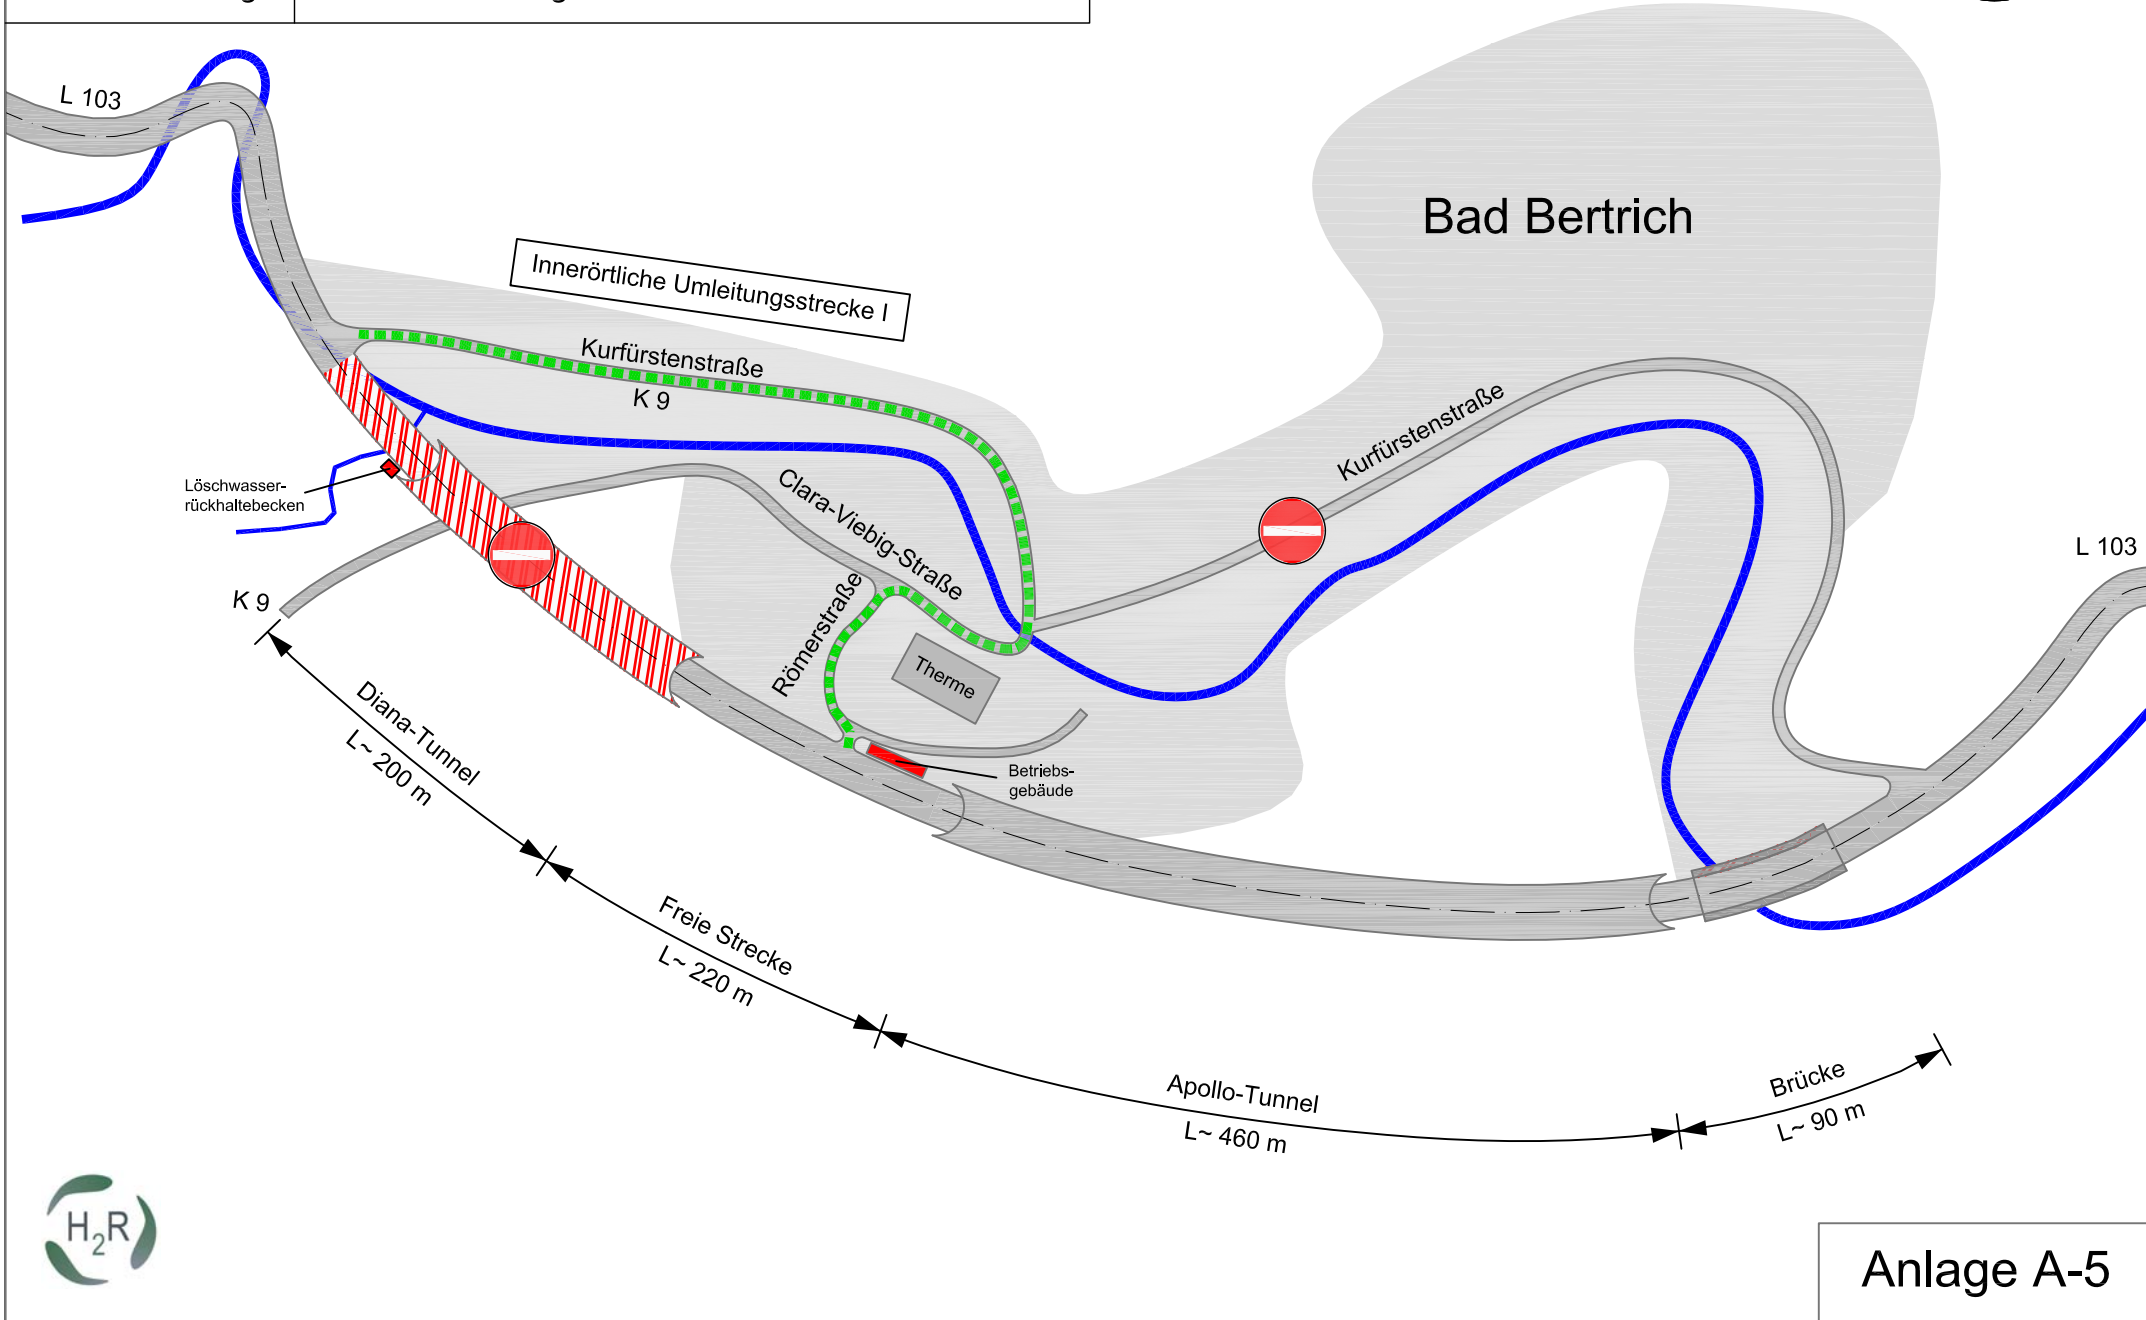 L 103
Bad Bertrich
Innerörtliche Umleitungsstrecke I
Kurfürstenstraße
K 9
Kurfürstenstraße
Clara-Viebig-Straße
Löschwasser-
rückhaltebecken
L 103
K 9
Römerstraße
Therme
Betriebs-
gebäude
Diana-Tunnel
L~ 200 m
Freie Strecke
L~ 220 m
Apollo-Tunnel
L~ 460 m
Brücke
L~ 90 m
H2R
Anlage A-5